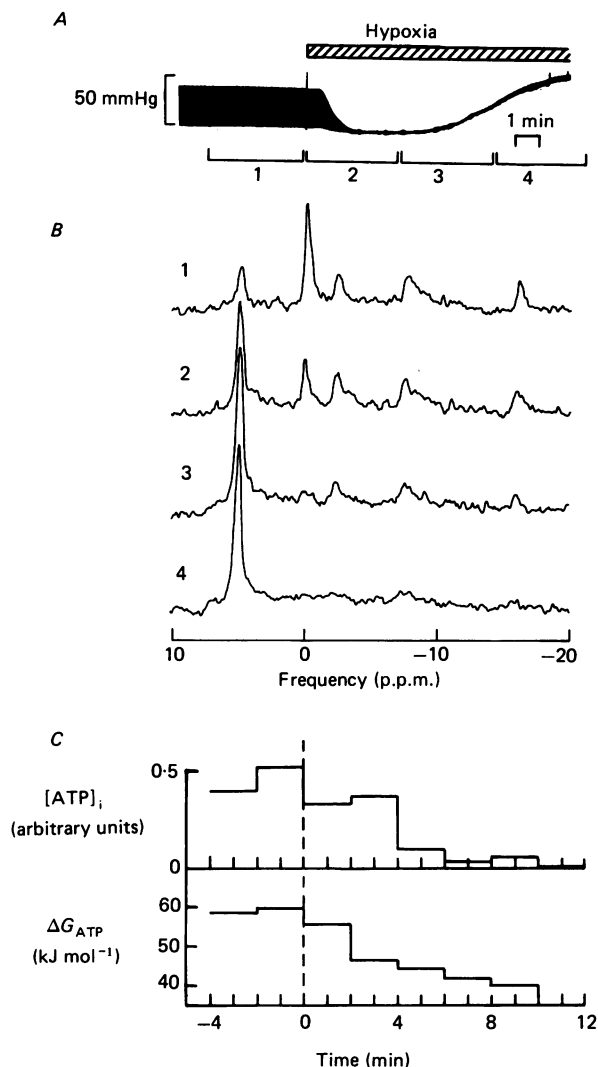 A
Hypoxia
50 mmHg
1 min
1 2 3 4
B
1
2
3
4
10 0 −10 −20
Frequency (p.p.m.)
C
0·5
[ATP]i
(arbitrary units)
0
60
ΔGATP
50
(kJ mol⁻¹)
40
−4 0 4 8 12
Time (min)